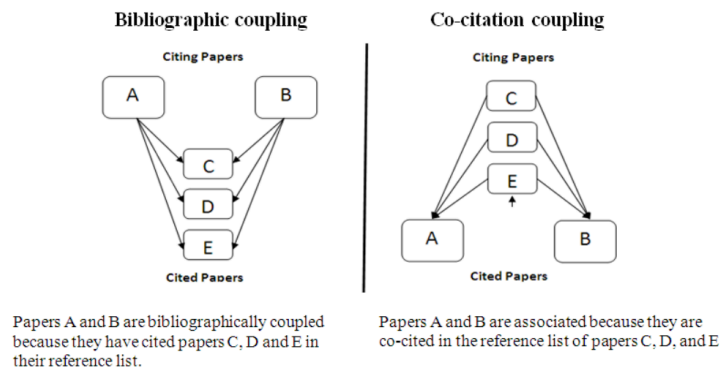 Bibliographic coupling
Citing Papers
A
B
C
D
E
Cited Papers
Papers A and B are bibliographically coupled
because they have cited papers C, D and E in
their reference list.
Co-citation coupling
Citing Papers
C
D
E
A
B
Cited Papers
Papers A and B are associated because they are
co-cited in the reference list of papers C, D, and E